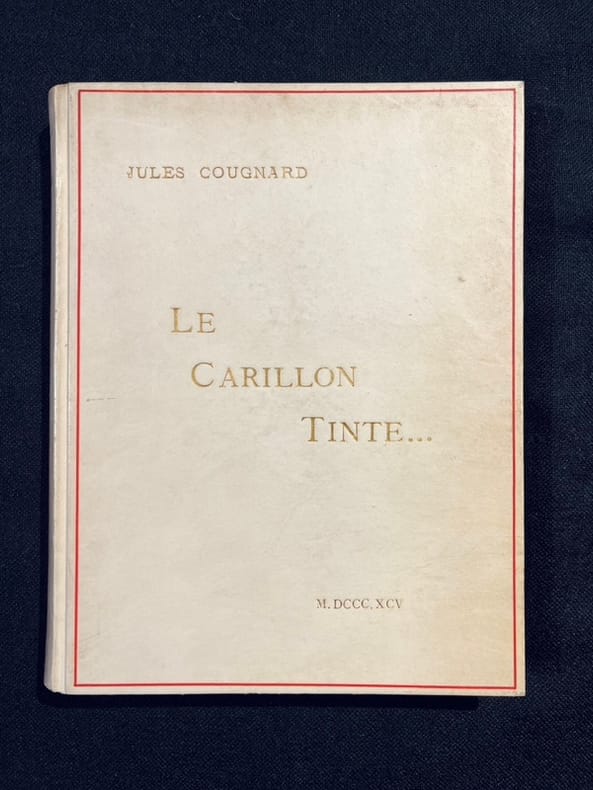 JULES COUGNARD
LE
CARILLON
TINTE...
M.DCCC.XCV